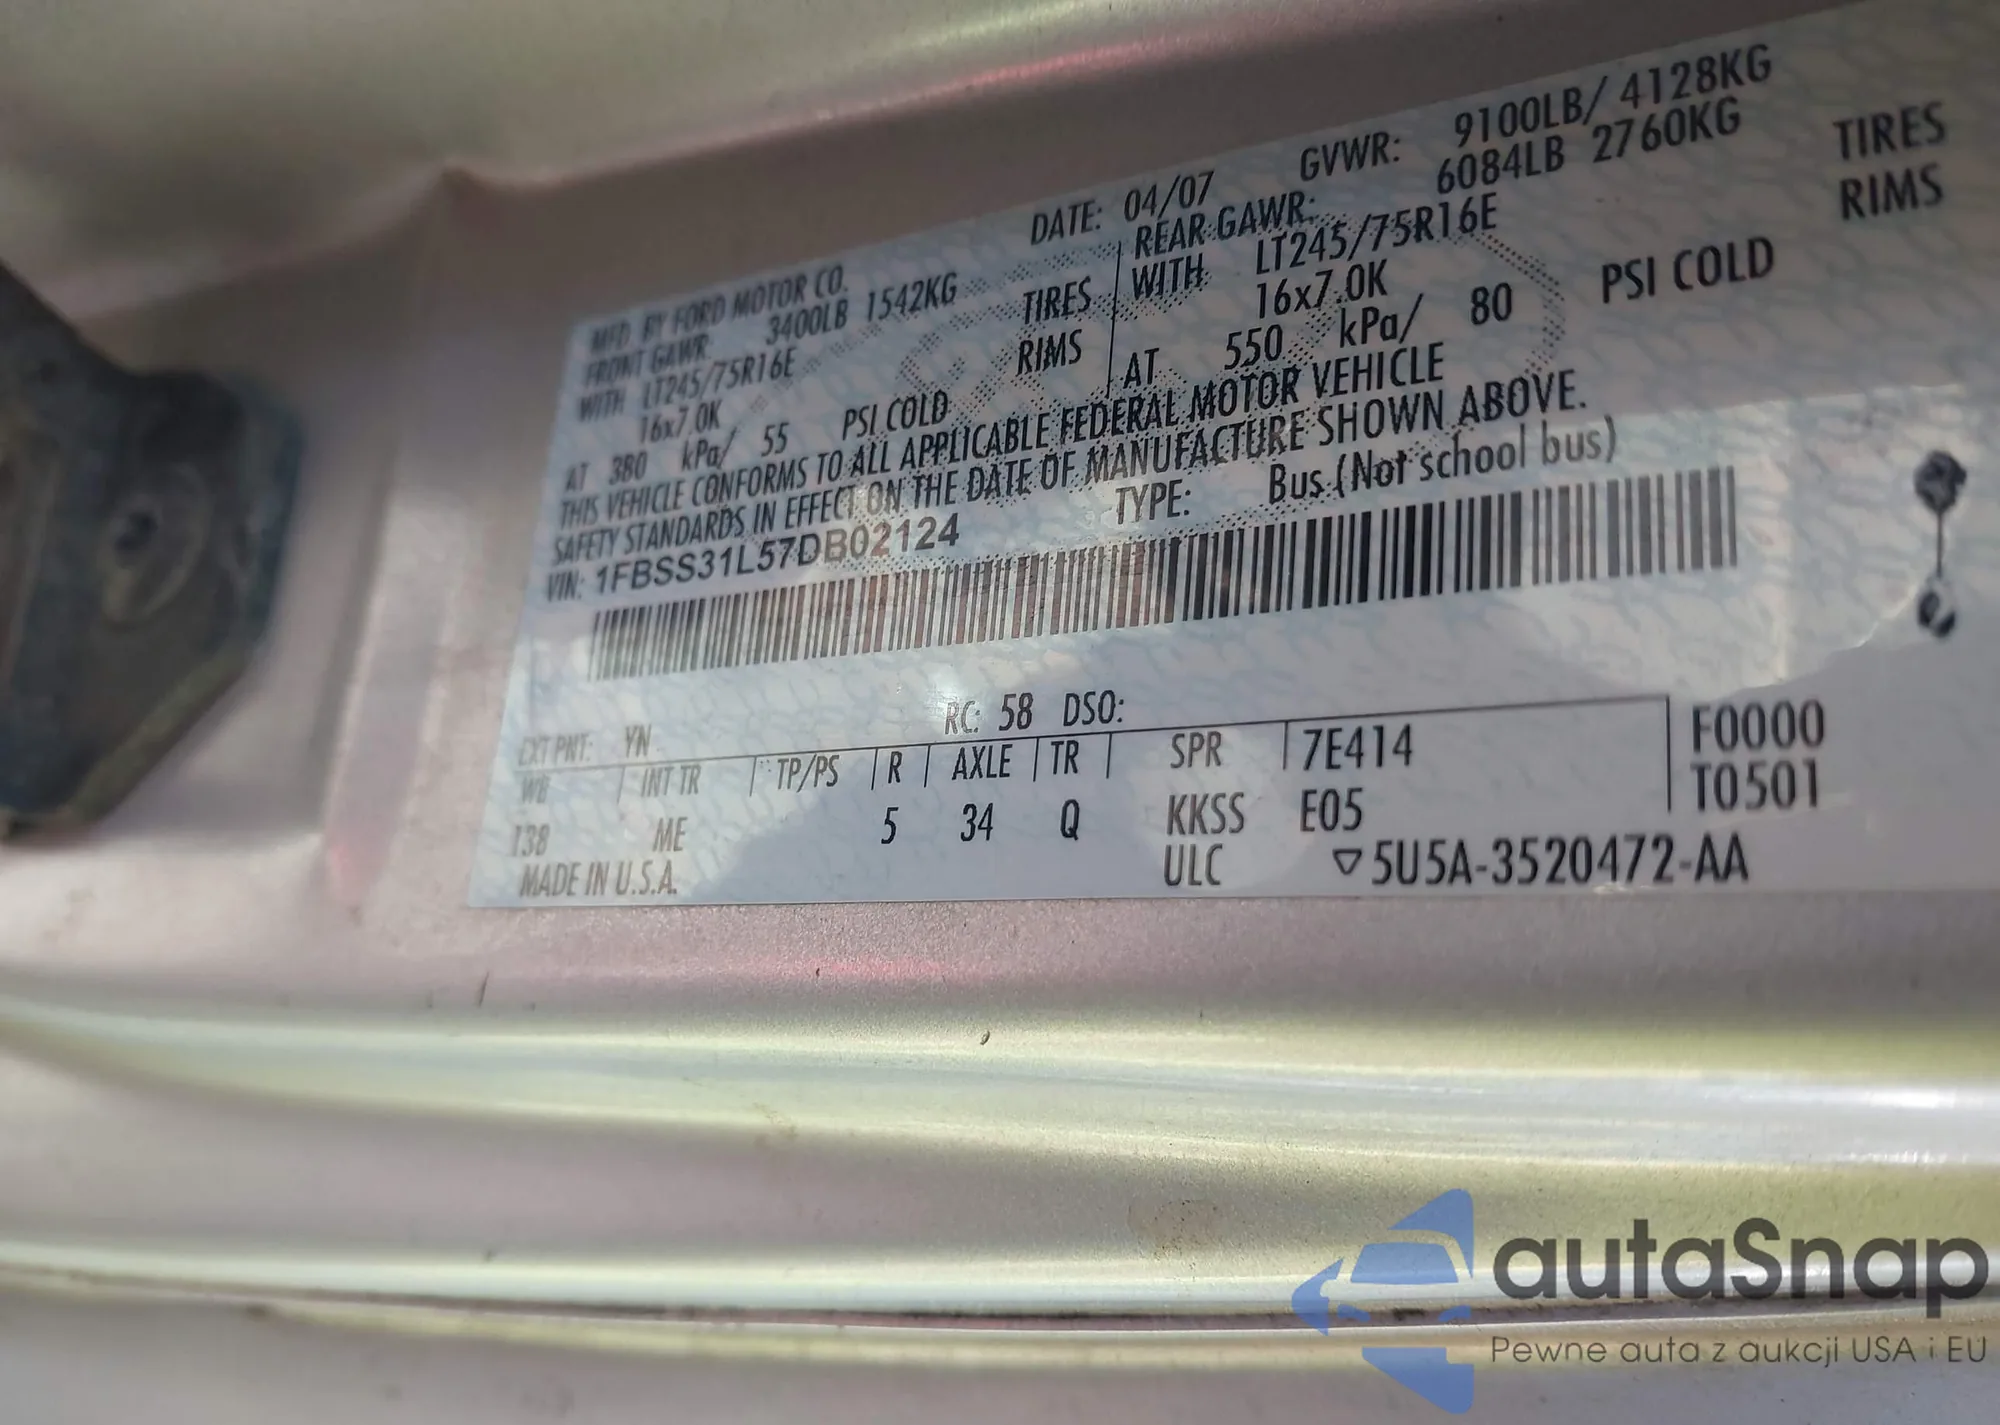 MFD. BY FORD MOTOR CO. DATE: 04/07 GVWR: 9100LB/ 4128KG
FRONT GAWR: 3400LB 1542KG REAR GAWR: 6084LB 2760KG
WITH LT245/75R16E TIRES WITH LT245/75R16E TIRES
16x7.0K RIMS 16x7.0K RIMS
AT 380 kPa/ 55 PSI COLD AT 550 kPa/ 80 PSI COLD
THIS VEHICLE CONFORMS TO ALL APPLICABLE FEDERAL MOTOR VEHICLE
SAFETY STANDARDS IN EFFECT ON THE DATE OF MANUFACTURE SHOWN ABOVE.
VIN: 1FBSS31L57DB02124 TYPE: Bus (Not school bus)
EXT PNT: YN RC: 58 DSO:
WB INT TR TP/PS R AXLE TR SPR 7E414 F0000
138 ME 5 34 Q KKSS E05 T0501
MADE IN U.S.A. ULC ▽5U5A-3520472-AA
autaSnap
Pewne auta z aukcji USA i EU